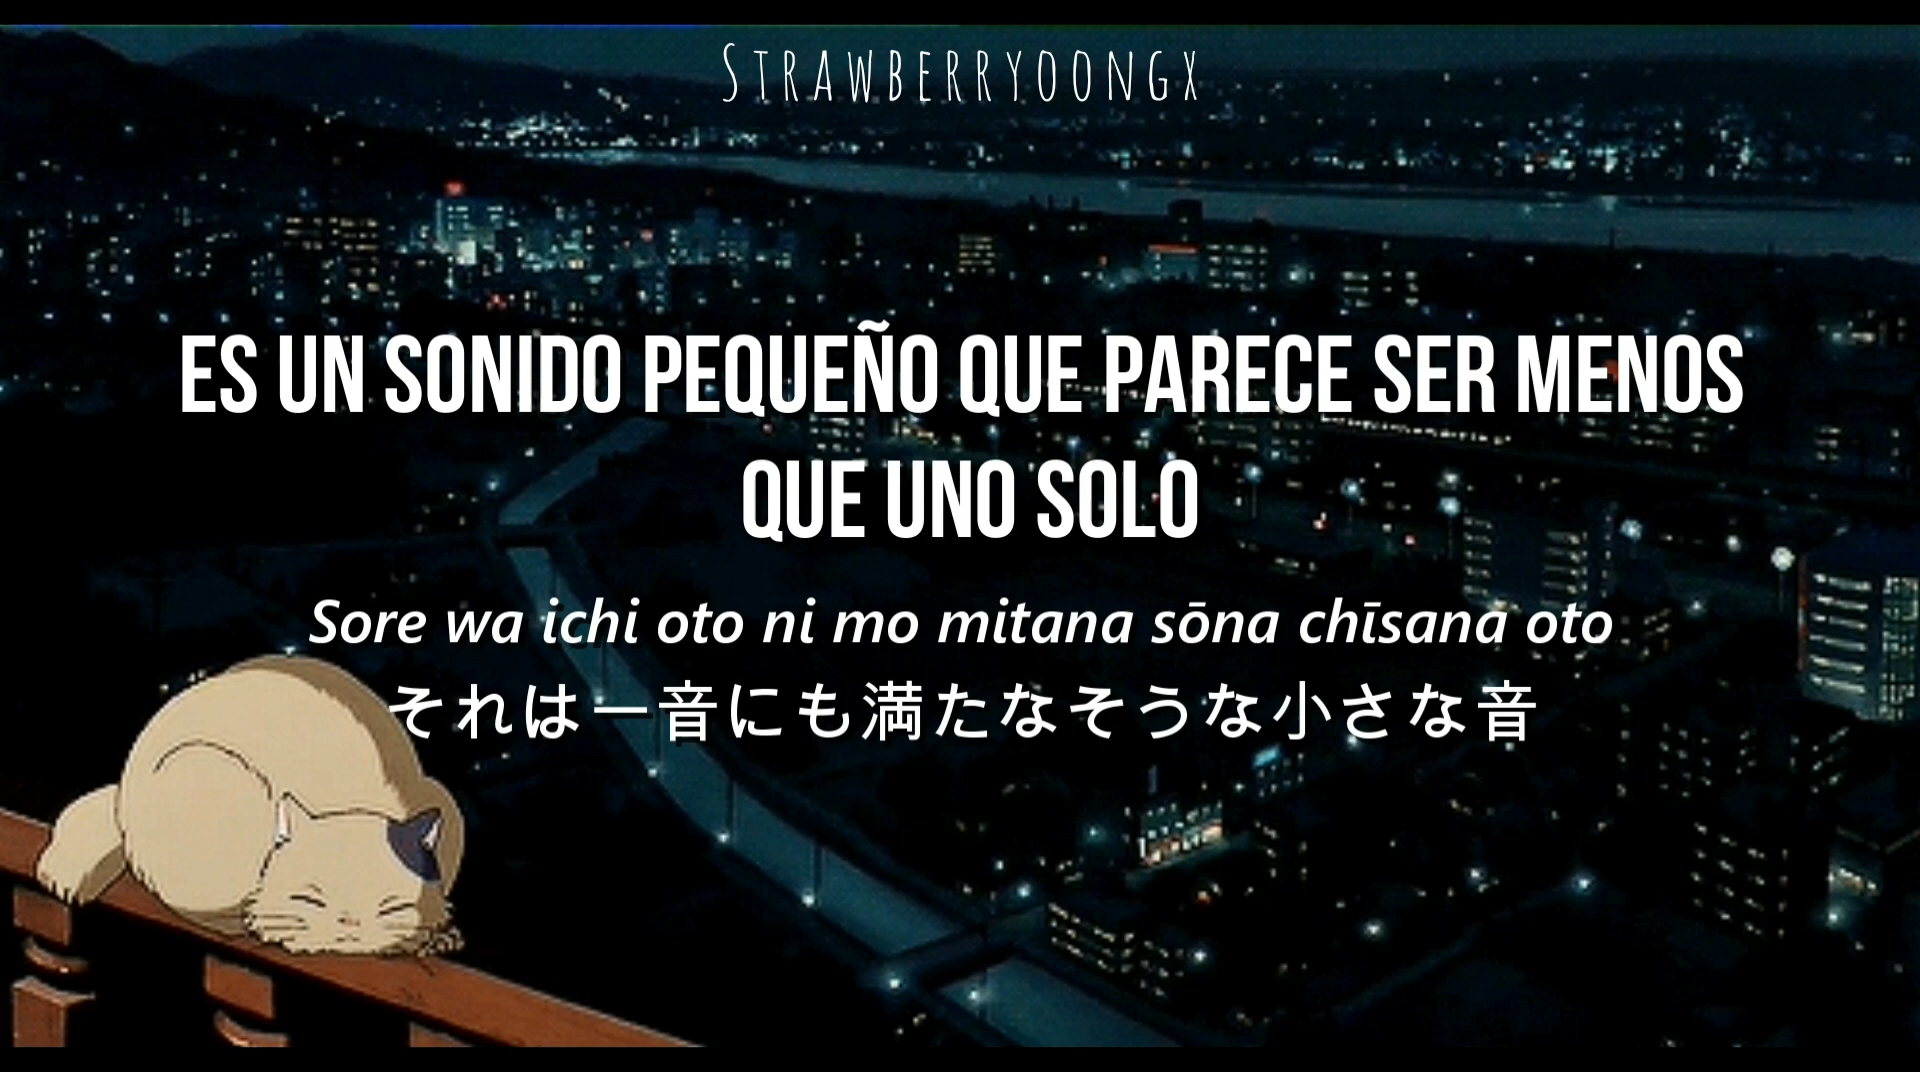 STRAWBERRYOONGX
ES UN SONIDO PEQUEÑO QUE PARECE SER MENOS
QUE UNO SOLO
Sore wa ichi oto ni mo mitana sōna chīsana oto
それは一音にも満たなそうな小さな音